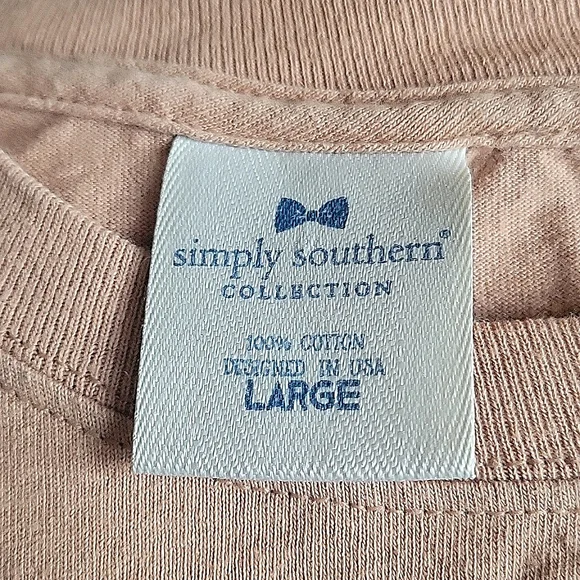 simply southern®
COLLECTION
100% COTTON
DESIGNED IN USA
LARGE